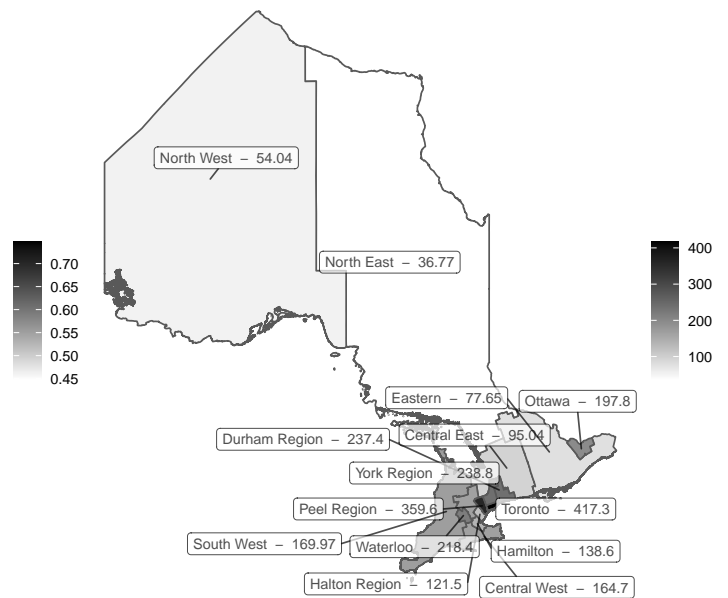 North West – 54.04
North East – 36.77
0.70
0.65
0.60
0.55
0.50
0.45
400
300
200
100
Eastern – 77.65
Ottawa – 197.8
Durham Region – 237.4
Central East – 95.04
York Region – 238.8
Peel Region – 359.6
Toronto – 417.3
South West – 169.97
Waterloo – 218.4
Hamilton – 138.6
Halton Region – 121.5
Central West – 164.7